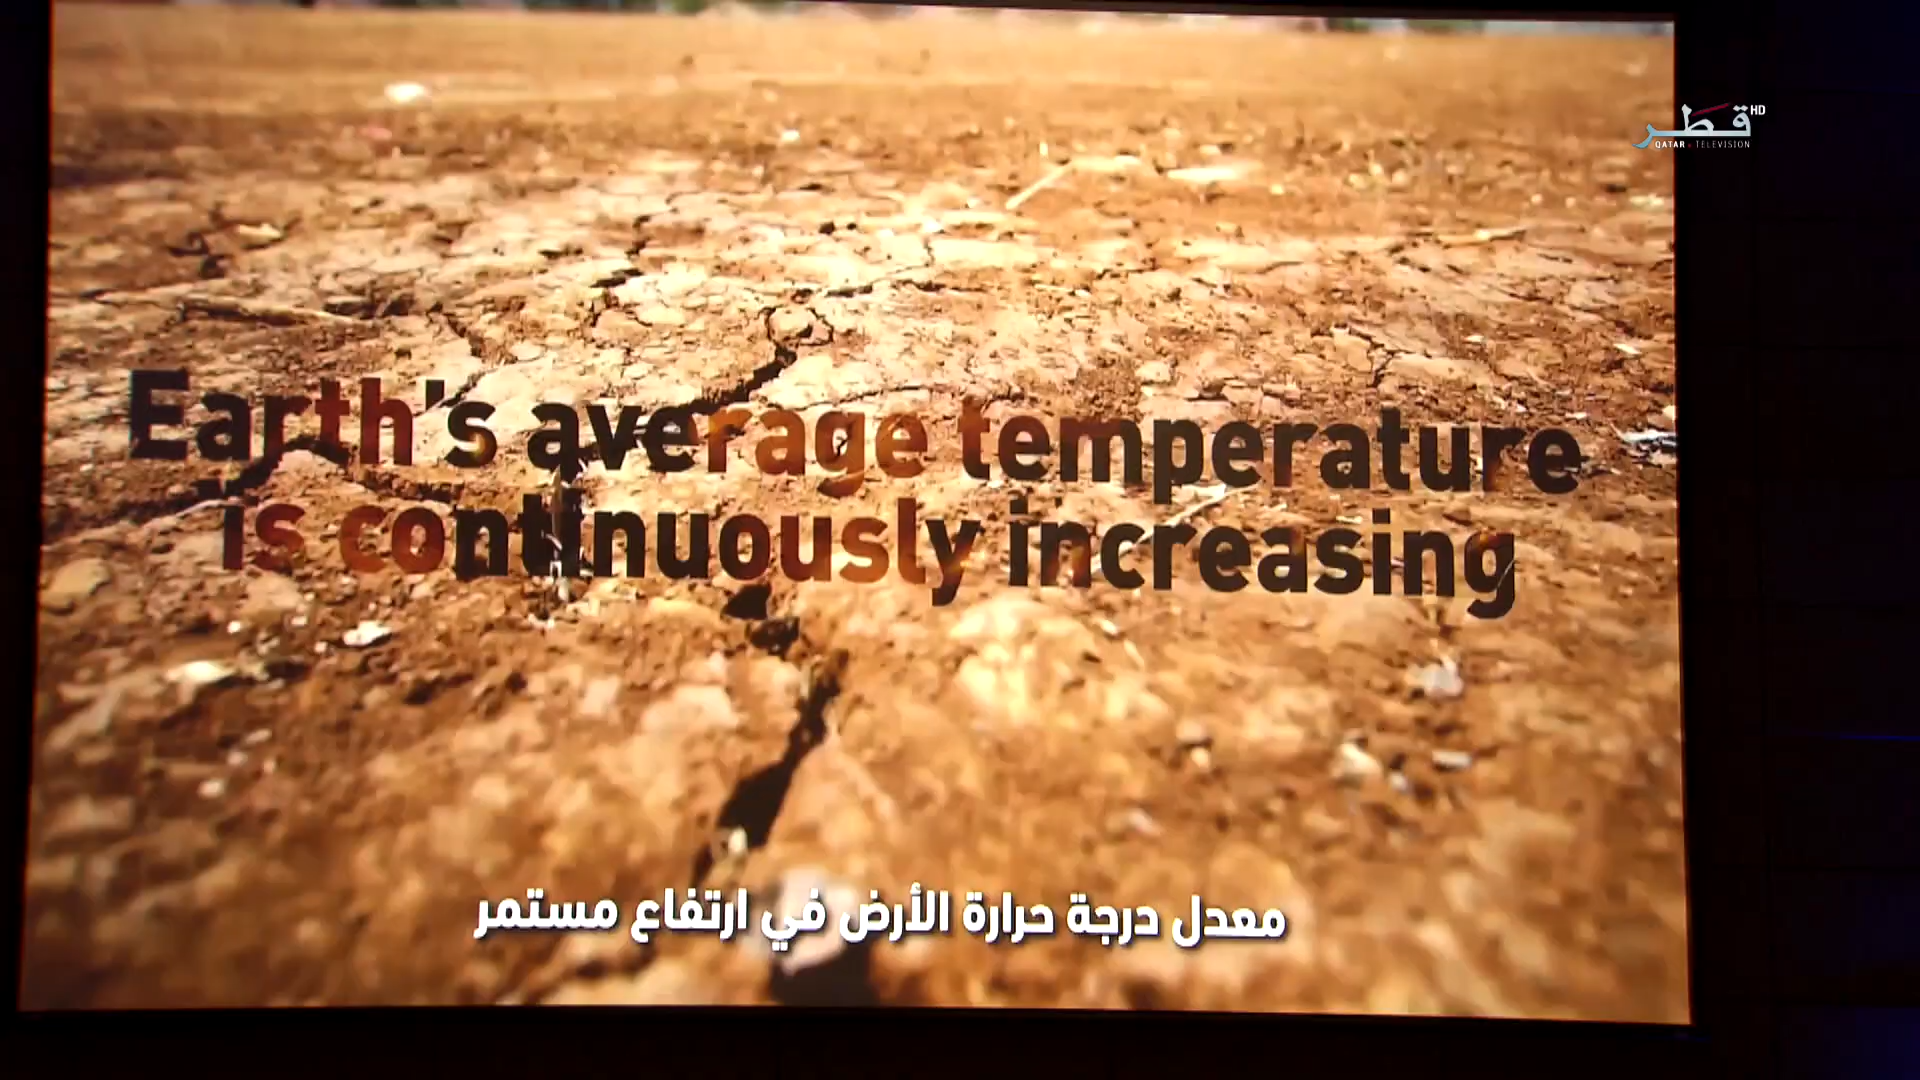 قطر HD
QATAR TELEVISION
Earth's average temperature
is continuously increasing
معدل درجة حرارة الأرض في ارتفاع مستمر